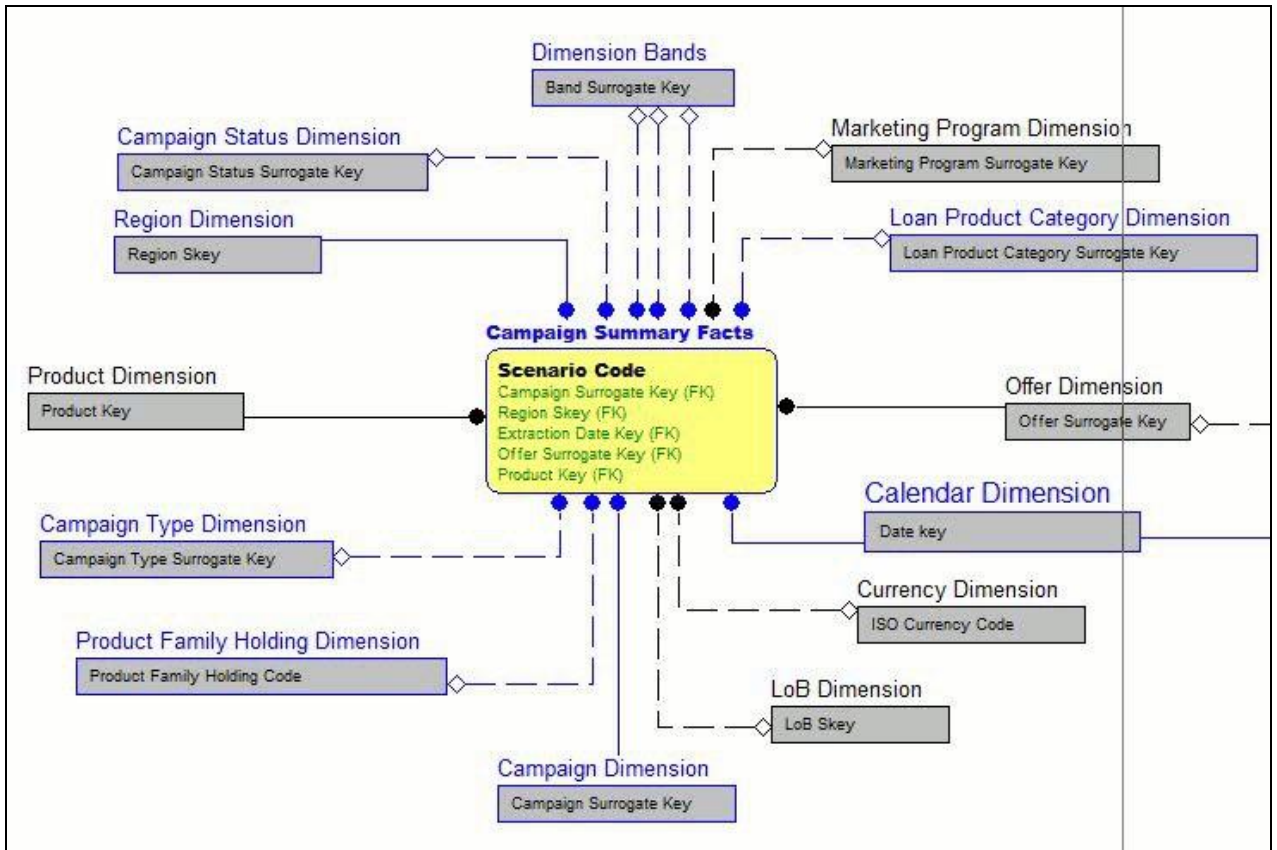 Dimension Bands
Band Surrogate Key
Campaign Status Dimension
Campaign Status Surrogate Key
Marketing Program Dimension
Marketing Program Surrogate Key
Region Dimension
Region Skey
Loan Product Category Dimension
Loan Product Category Surrogate Key
Campaign Summary Facts
Scenario Code
Campaign Surrogate Key (FK)
Region Skey (FK)
Extraction Date Key (FK)
Offer Surrogate Key (FK)
Product Key (FK)
Product Dimension
Product Key
Offer Dimension
Offer Surrogate Key
Calendar Dimension
Date key
Campaign Type Dimension
Campaign Type Surrogate Key
Currency Dimension
ISO Currency Code
Product Family Holding Dimension
Product Family Holding Code
LoB Dimension
LoB Skey
Campaign Dimension
Campaign Surrogate Key